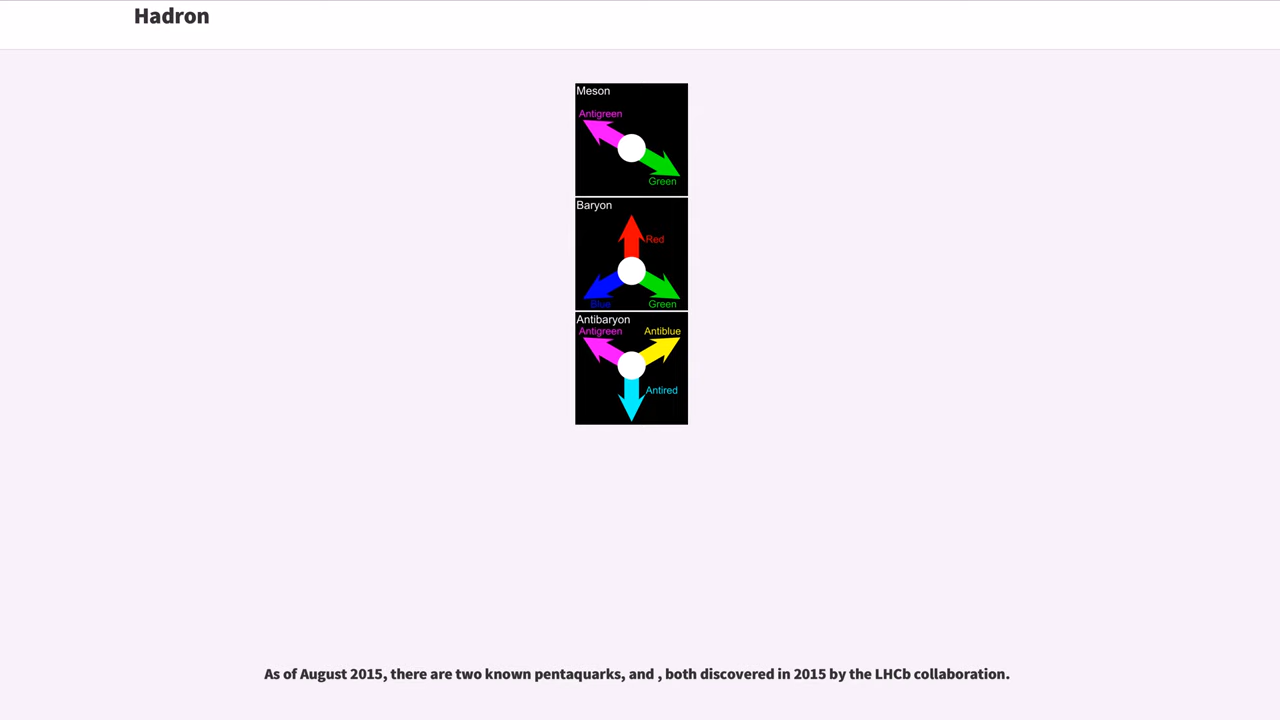 Hadron
Meson
Antigreen
Green
Baryon
Red
Blue
Green
Antibaryon
Antigreen Antiblue
Antired
As of August 2015, there are two known pentaquarks, and , both discovered in 2015 by the LHCb collaboration.